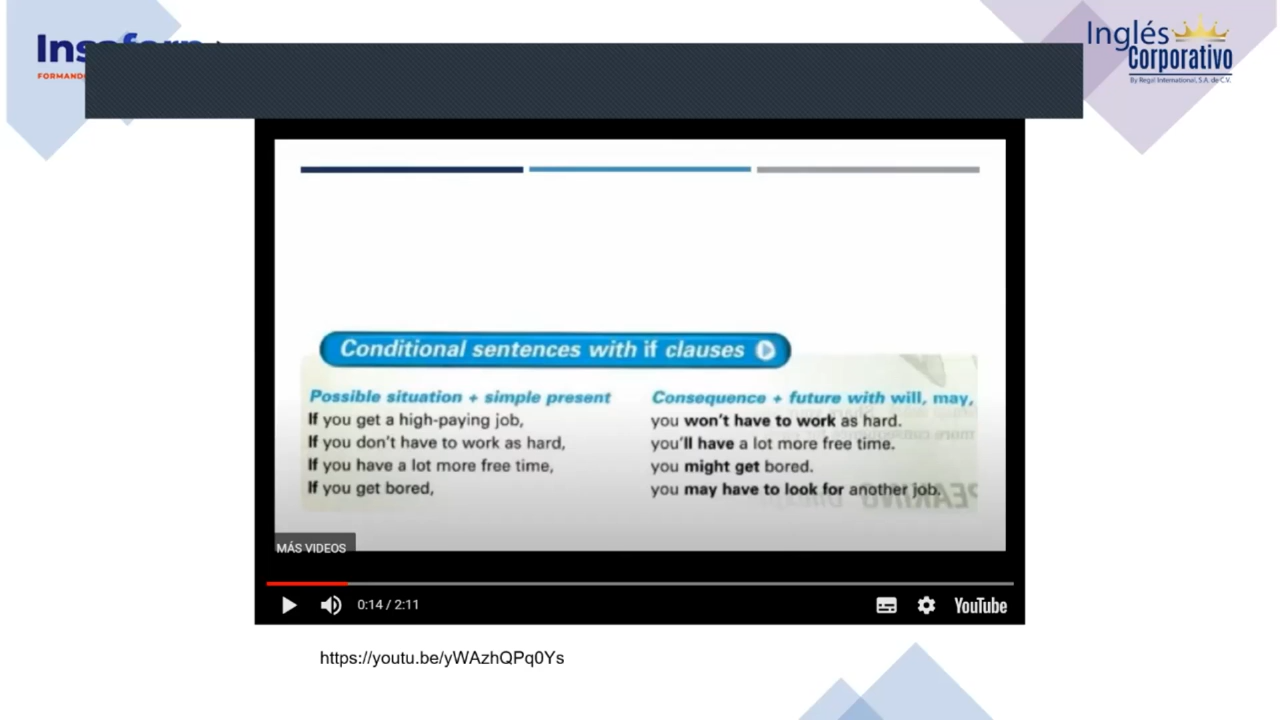 Inglés
Corporativo
By Regal International, S.A. de C.V.
Conditional sentences with if clauses
Possible situation + simple present
If you get a high-paying job,
If you don't have to work as hard,
If you have a lot more free time,
If you get bored,
Consequence + future with will, may,
you won't have to work as hard.
you'll have a lot more free time.
you might get bored.
you may have to look for another job.
MÁS VIDEOS
0:14 / 2:11
YouTube
https://youtu.be/yWAzhQPq0Ys